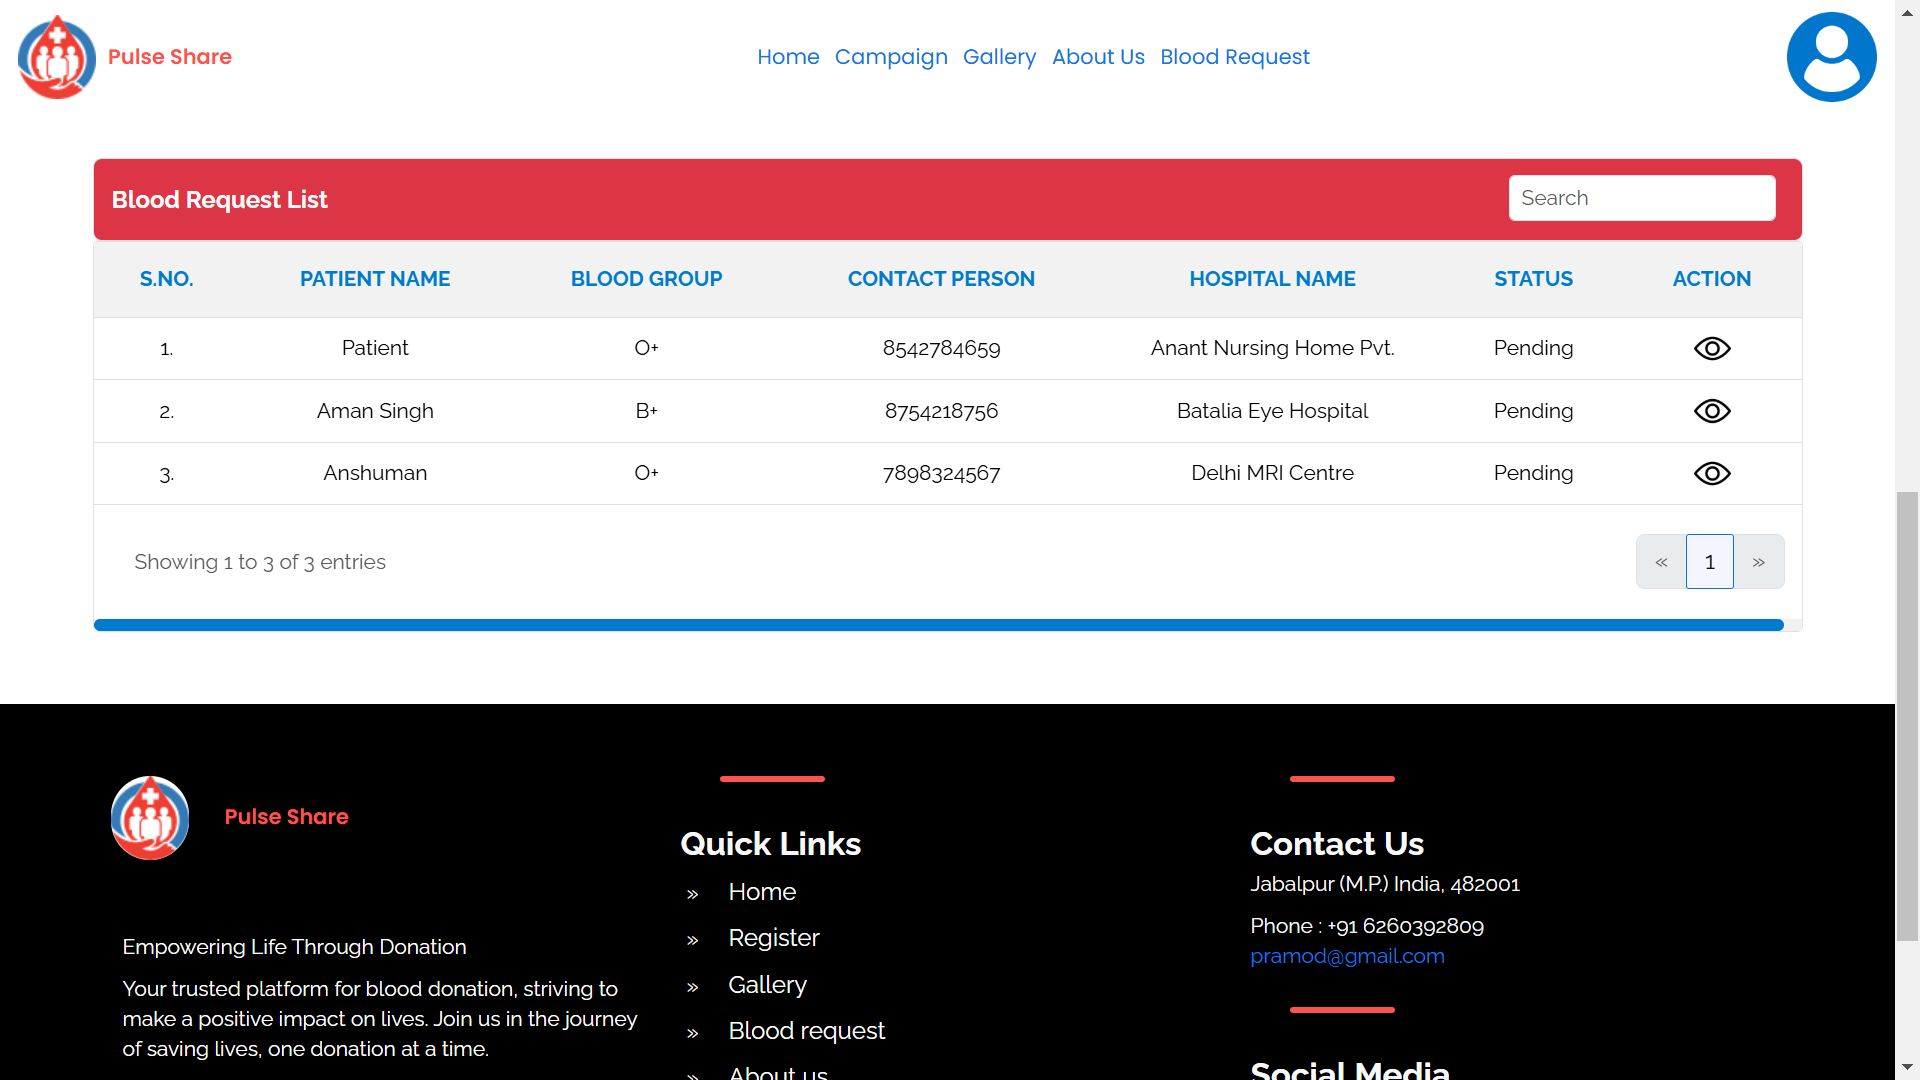 Pulse Share
Home Campaign Gallery About Us Blood Request
Blood Request List
Search
S.NO. PATIENT NAME BLOOD GROUP CONTACT PERSON HOSPITAL NAME STATUS ACTION
1. Patient O+ 8542784659 Anant Nursing Home Pvt. Pending
2. Aman Singh B+ 8754218756 Batalia Eye Hospital Pending
3. Anshuman O+ 7898324567 Delhi MRI Centre Pending
Showing 1 to 3 of 3 entries
« 1 »
Pulse Share
Empowering Life Through Donation
Your trusted platform for blood donation, striving to
make a positive impact on lives. Join us in the journey
of saving lives, one donation at a time.
Quick Links
» Home
» Register
» Gallery
» Blood request
» About us
Contact Us
Jabalpur (M.P.) India, 482001
Phone : +91 6260392809
pramod@gmail.com
Social Media